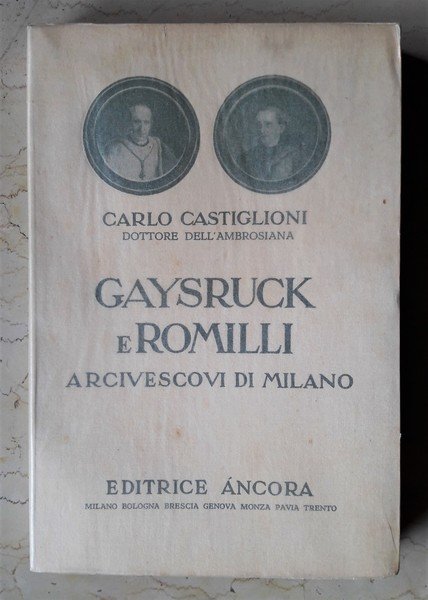 CARLO CASTIGLIONI
DOTTORE DELL'AMBROSIANA
GAYSRUCK
E ROMILLI
ARCIVESCOVI DI MILANO
EDITRICE ÁNCORA
MILANO BOLOGNA BRESCIA GENOVA MONZA PAVIA TRENTO